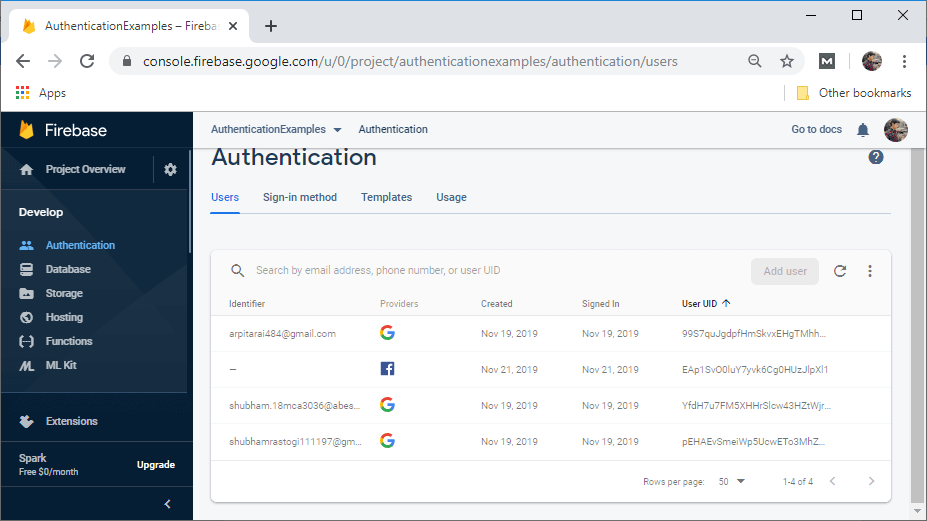 AuthenticationExamples – Fireba
console.firebase.google.com/u/0/project/authenticationexamples/authentication/users
Apps
Other bookmarks
Firebase
AuthenticationExamples
Authentication
Go to docs
Project Overview
Authentication
Develop
Users
Sign-in method
Templates
Usage
Authentication
Database
Storage
Hosting
Functions
ML Kit
Extensions
Spark
Free $0/month
Upgrade
Search by email address, phone number, or user UID
Add user
Identifier Providers Created Signed In User UID
arpitarai484@gmail.com Nov 19, 2019 Nov 19, 2019 99S7quJgdpfHmSkvxEHgTMhh...
— Nov 21, 2019 Nov 21, 2019 EAp1SvO0luY7yvk6Cg0HUzJlpXl1
shubham.18mca3036@abes... Nov 19, 2019 Nov 19, 2019 YfdH7u7FM5XHHrSlcw43HZtWjr...
shubhamrastogi111197@gm... Nov 19, 2019 Nov 19, 2019 pEHAEvSmeiWp5UcwETo3MhZ...
Rows per page: 50 1-4 of 4